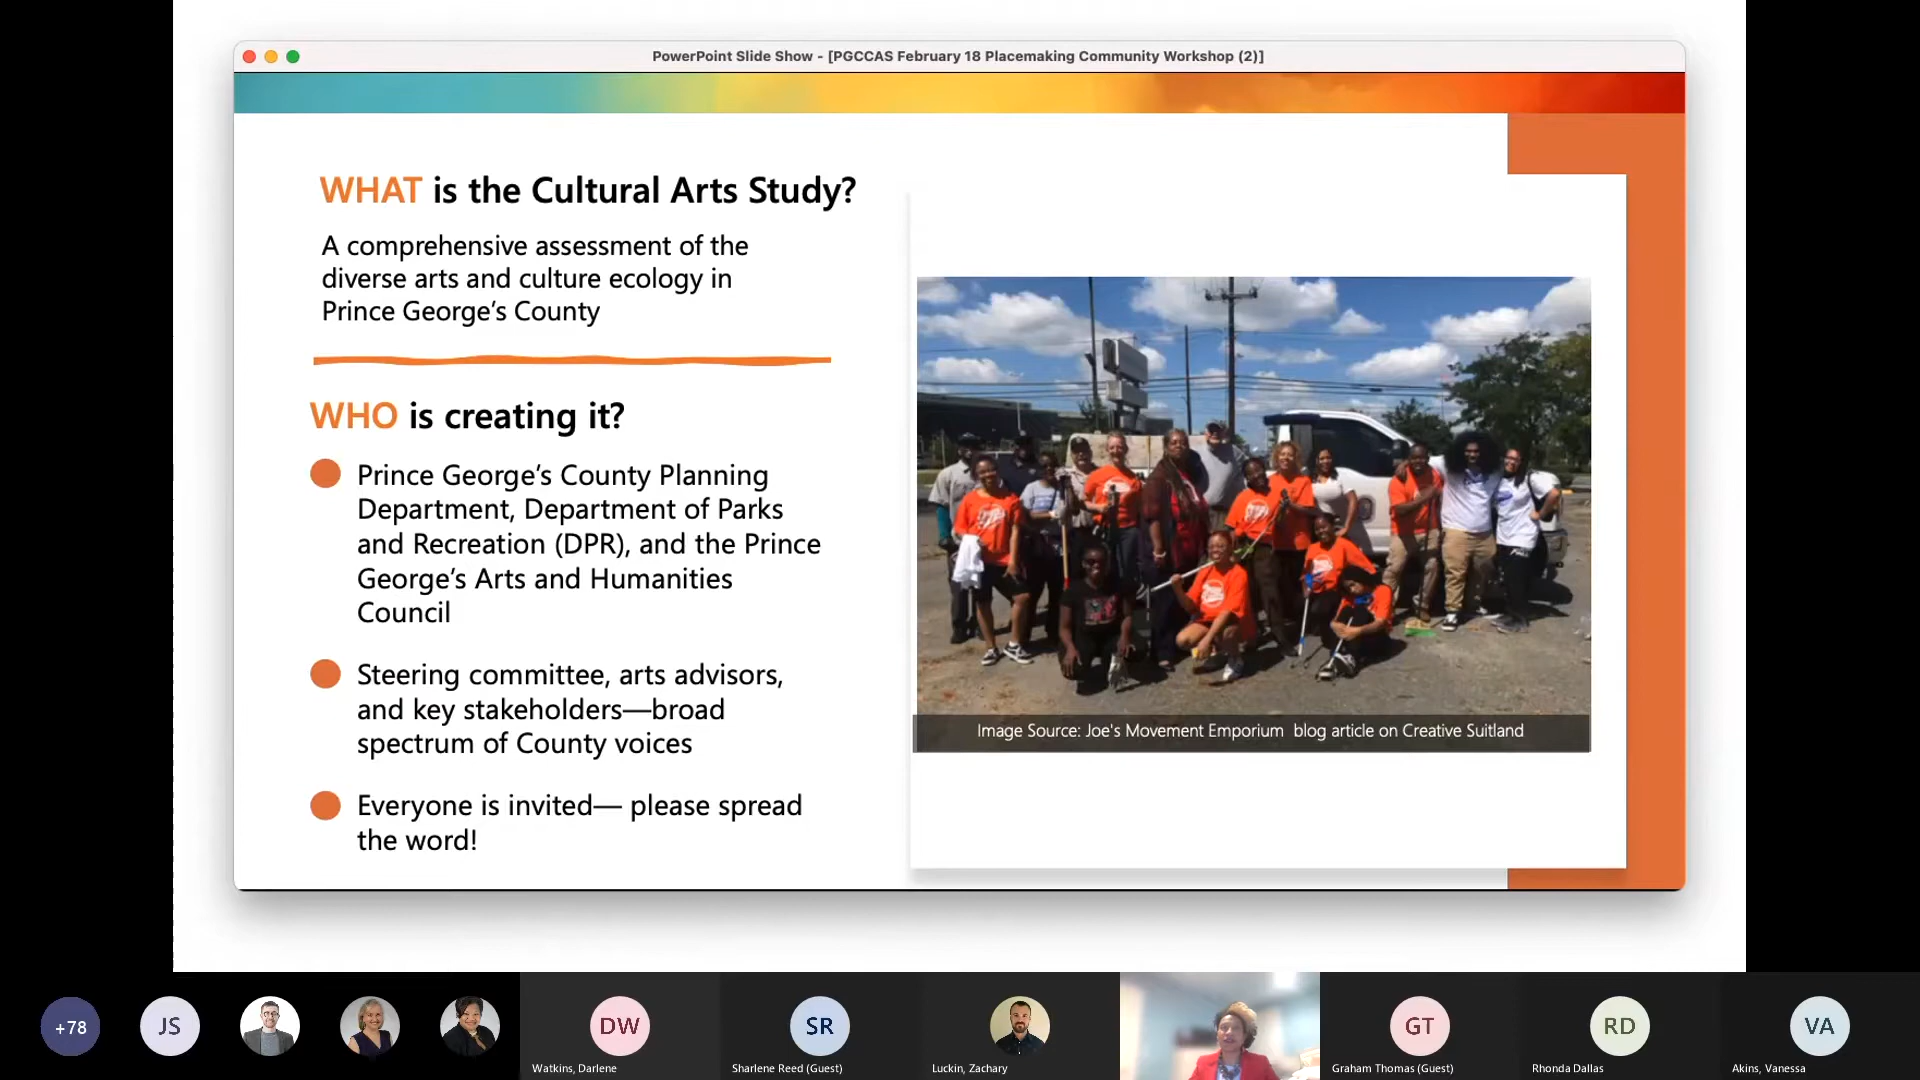 PowerPoint Slide Show - [PGCCAS February 18 Placemaking Community Workshop (2)]
WHAT is the Cultural Arts Study?
A comprehensive assessment of the
diverse arts and culture ecology in
Prince George’s County
WHO is creating it?
Prince George’s County Planning
Department, Department of Parks
and Recreation (DPR), and the Prince
George’s Arts and Humanities
Council
Steering committee, arts advisors,
and key stakeholders—broad
spectrum of County voices
Everyone is invited— please spread
the word!
Image Source: Joe's Movement Emporium  blog article on Creative Suitland
+78
JS
DW
SR
GT
RD
VA
Watkins, Darlene
Sharlene Reed (Guest)
Luckin, Zachary
Graham Thomas (Guest)
Rhonda Dallas
Akins, Vanessa